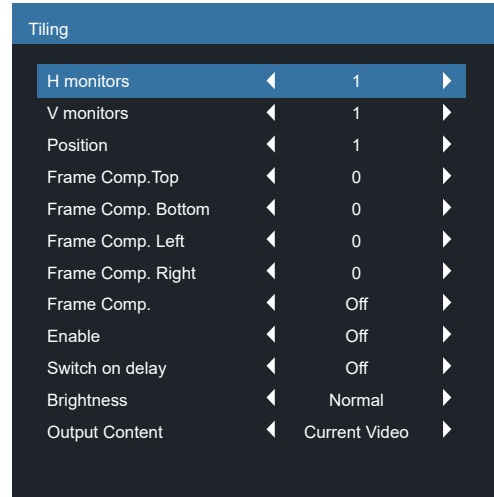 Tiling
H monitors 1
V monitors 1
Position 1
Frame Comp.Top 0
Frame Comp. Bottom 0
Frame Comp. Left 0
Frame Comp. Right 0
Frame Comp. Off
Enable Off
Switch on delay Off
Brightness Normal
Output Content Current Video